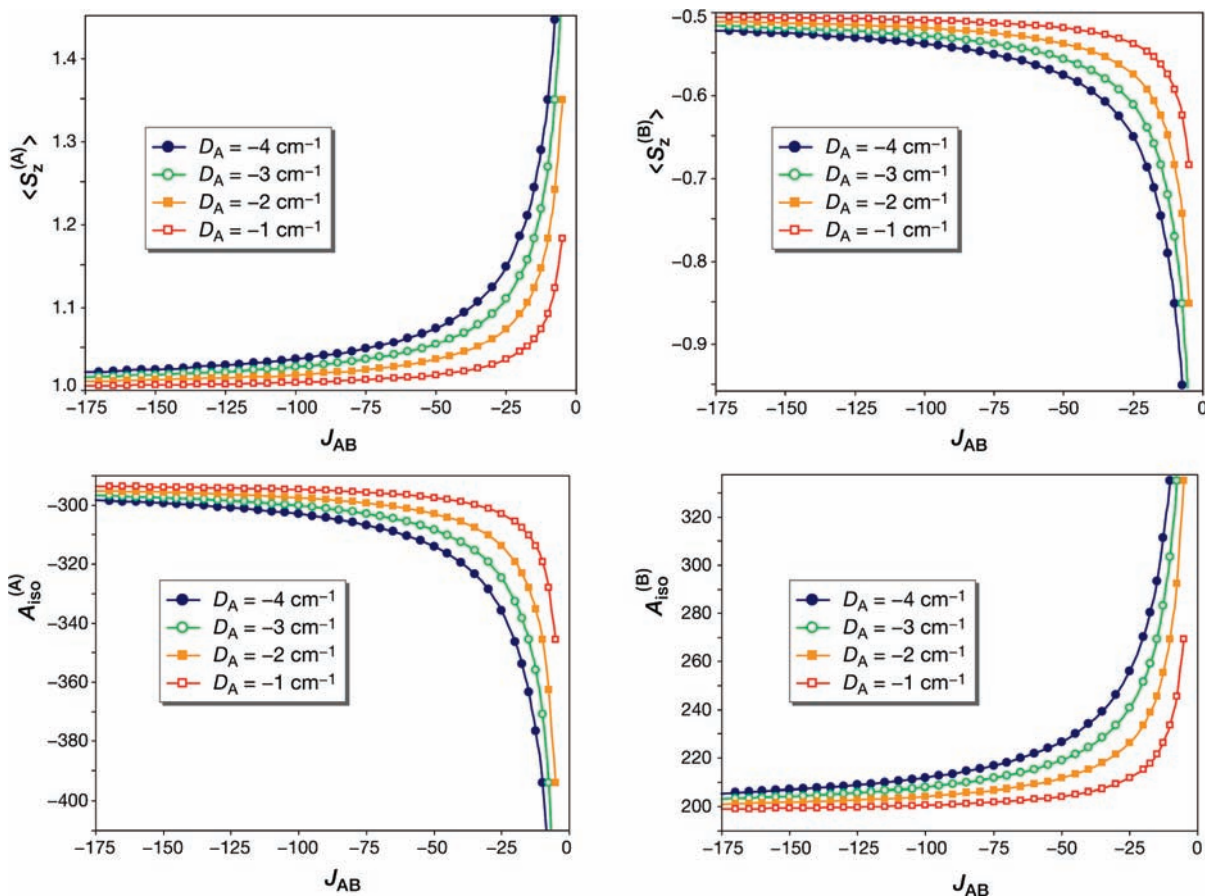 1.4
1.3
1.2
1.1
1.0
<S_z^(A)>
D_A = −4 cm⁻¹
D_A = −3 cm⁻¹
D_A = −2 cm⁻¹
D_A = −1 cm⁻¹
−175 −150 −125 −100 −75 −50 −25 0
J_AB
−0.5
−0.6
−0.7
−0.8
−0.9
<S_z^(B)>
D_A = −4 cm⁻¹
D_A = −3 cm⁻¹
D_A = −2 cm⁻¹
D_A = −1 cm⁻¹
−175 −150 −125 −100 −75 −50 −25 0
J_AB
−300
−320
−340
−360
−380
−400
A_iso^(A)
D_A = −4 cm⁻¹
D_A = −3 cm⁻¹
D_A = −2 cm⁻¹
D_A = −1 cm⁻¹
−175 −150 −125 −100 −75 −50 −25 0
J_AB
320
300
280
260
240
220
200
A_iso^(B)
D_A = −4 cm⁻¹
D_A = −3 cm⁻¹
D_A = −2 cm⁻¹
D_A = −1 cm⁻¹
−175 −150 −125 −100 −75 −50 −25 0
J_AB